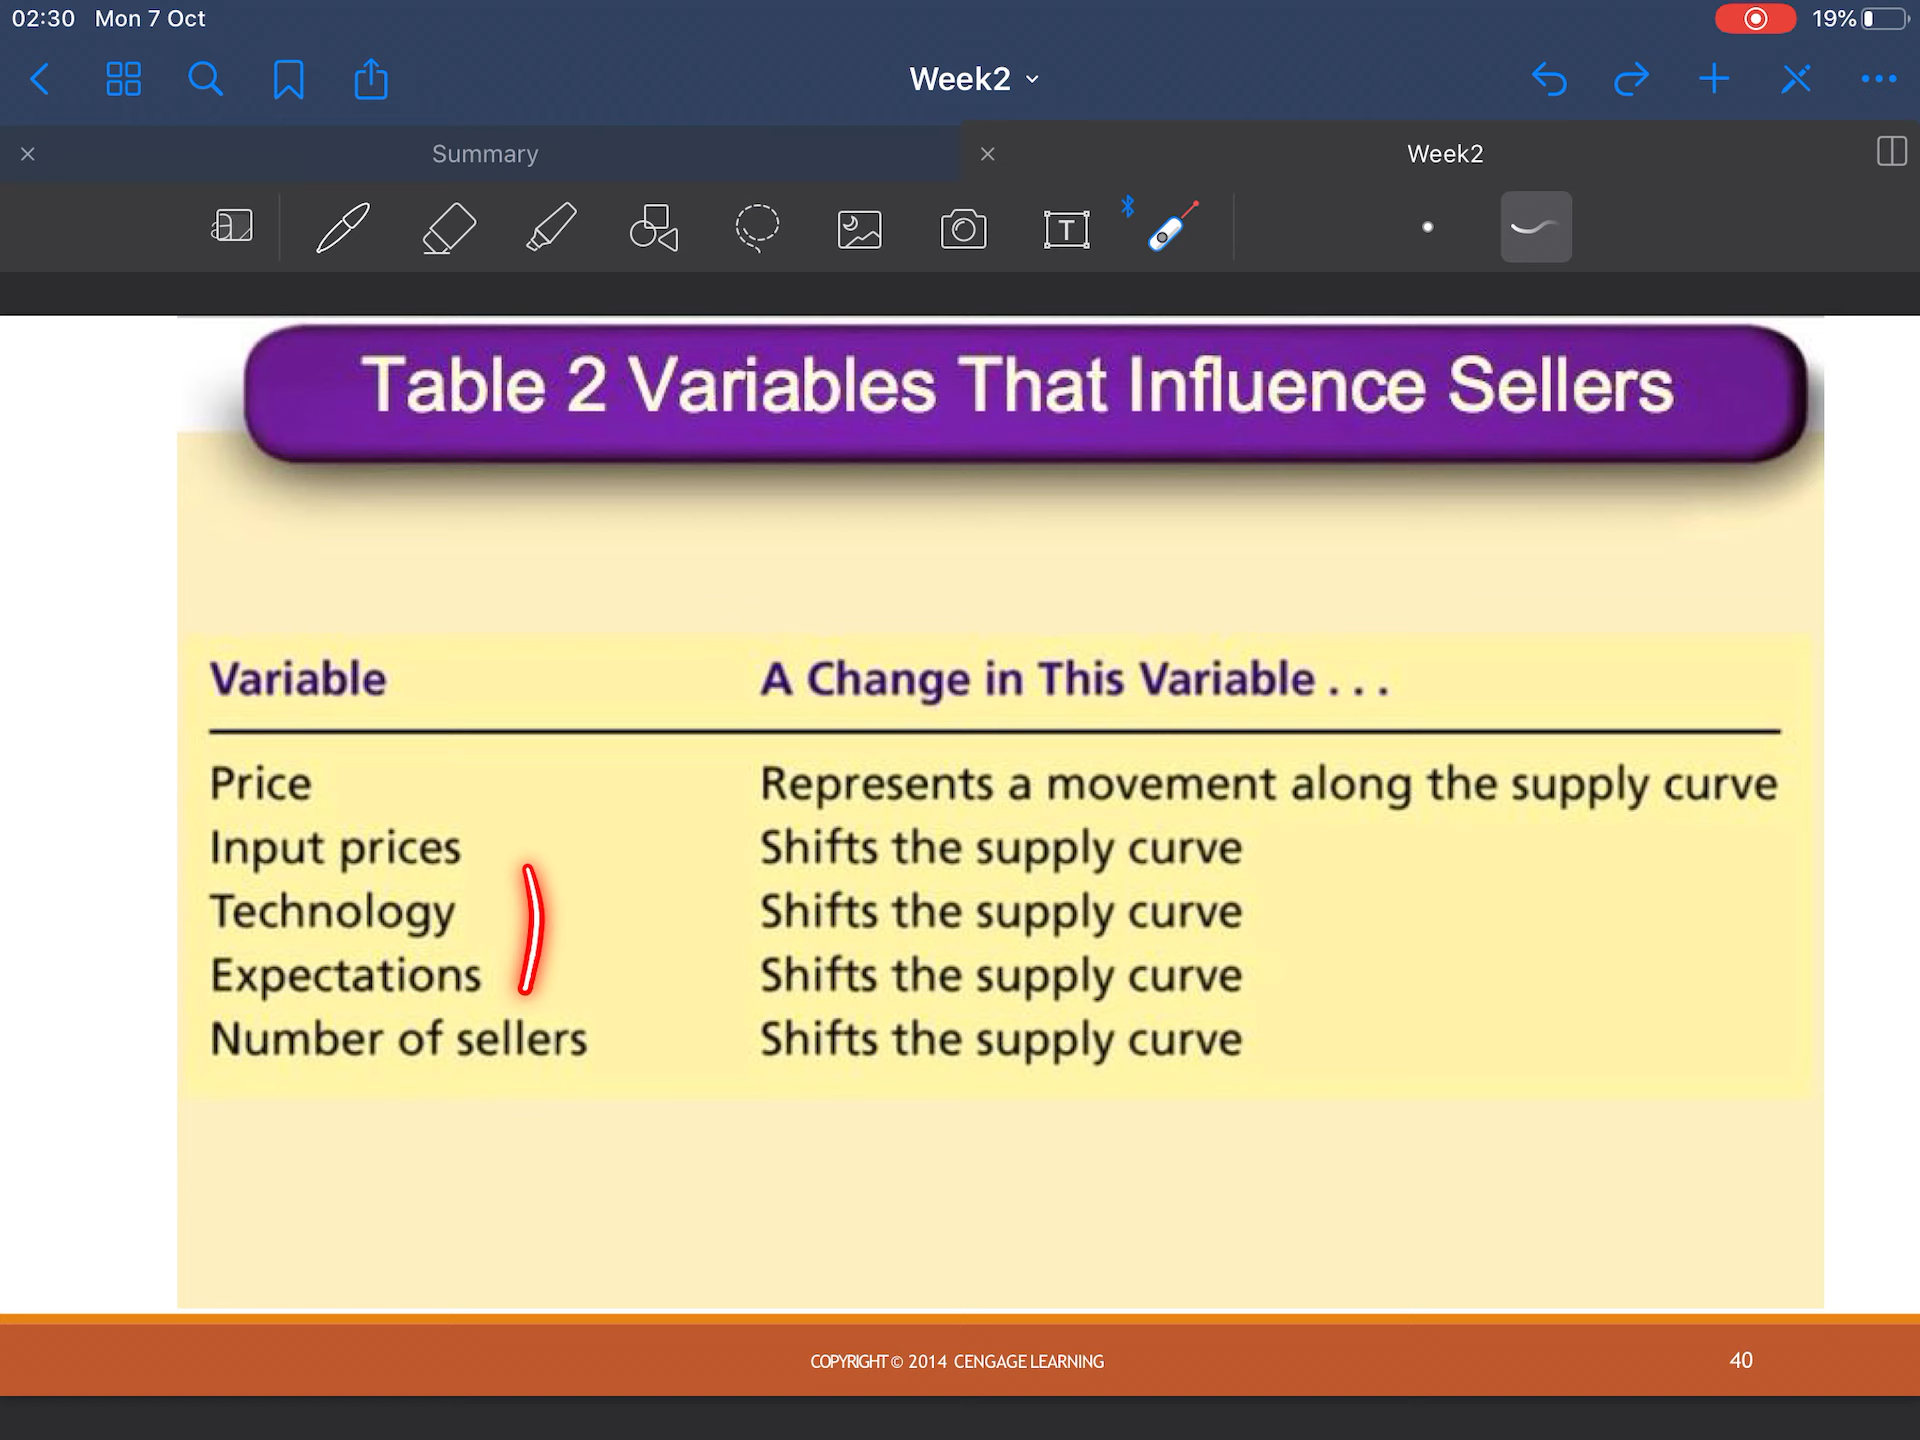 02:30 Mon 7 Oct
19%
Week2
Summary
Week2
T
Table 2 Variables That Influence Sellers
Variable A Change in This Variable . . .
Price Represents a movement along the supply curve
Input prices Shifts the supply curve
Technology Shifts the supply curve
Expectations Shifts the supply curve
Number of sellers Shifts the supply curve
COPYRIGHT © 2014 CENGAGE LEARNING
40